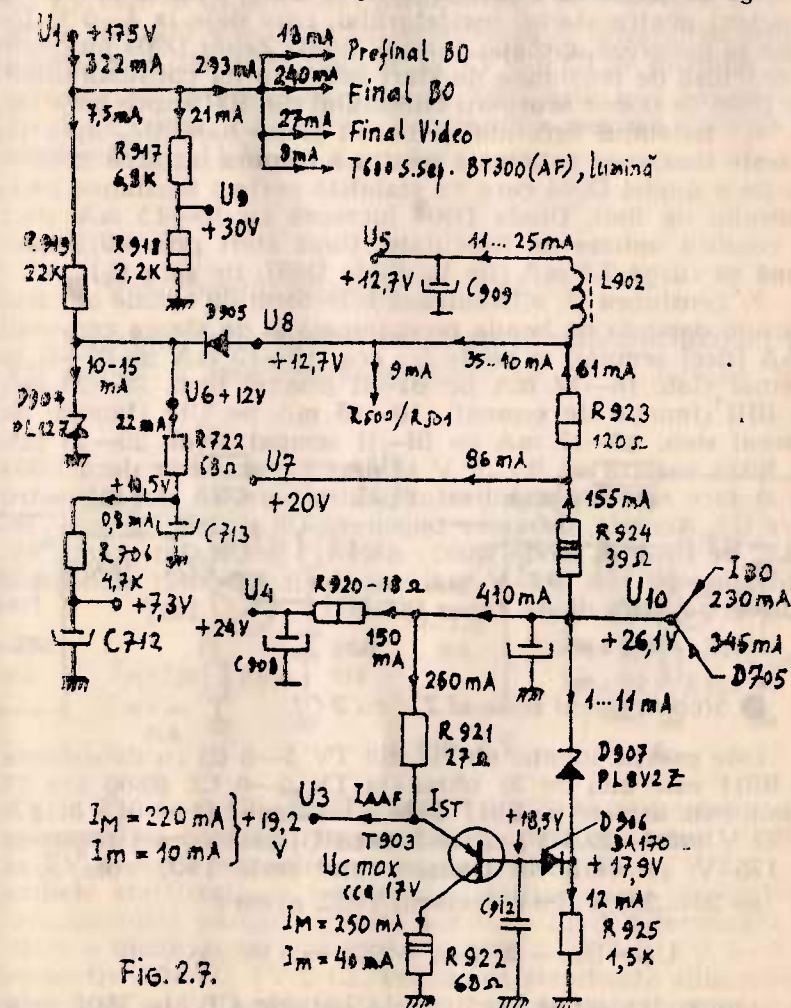 U1 +175V
322mA
293mA
18mA
Prefinal BO
240mA
Final BO
27mA
Final Video
8mA
T600 S.Sep. BT300(AF), lumină
7,5mA
21mA
R917
6,8K
U9
+30V
R918
2,2K
R919
22K
U5
+12,7V
11...25mA
C909
L902
D905
U8
+12,7V
9mA
R500/R501
61mA
R923
120Ω
10-15
mA
D904
PL12Z
U6+12V
22mA
R722
68Ω
+10,5V
0,8mA
C713
R706
4,7K
+7,3V
C712
U7
+20V
86mA
155mA
R924
39Ω
U4
+24V
C908
R920-18Ω
150
mA
410mA
U10
+26,1V
IBO
230mA
345mA
D705
260mA
R921
27Ω
1...11mA
D907
PL8V2Z
U3
+19,2
V
IM=220mA
Im=10mA
IAAF
IST
T903
UCmax
cca 17V
+18,5V
D906
BA170
+17,9V
C912
12mA
R925
1,5K
IM=250mA
Im=40mA
R922
68Ω
Fig. 2.7.